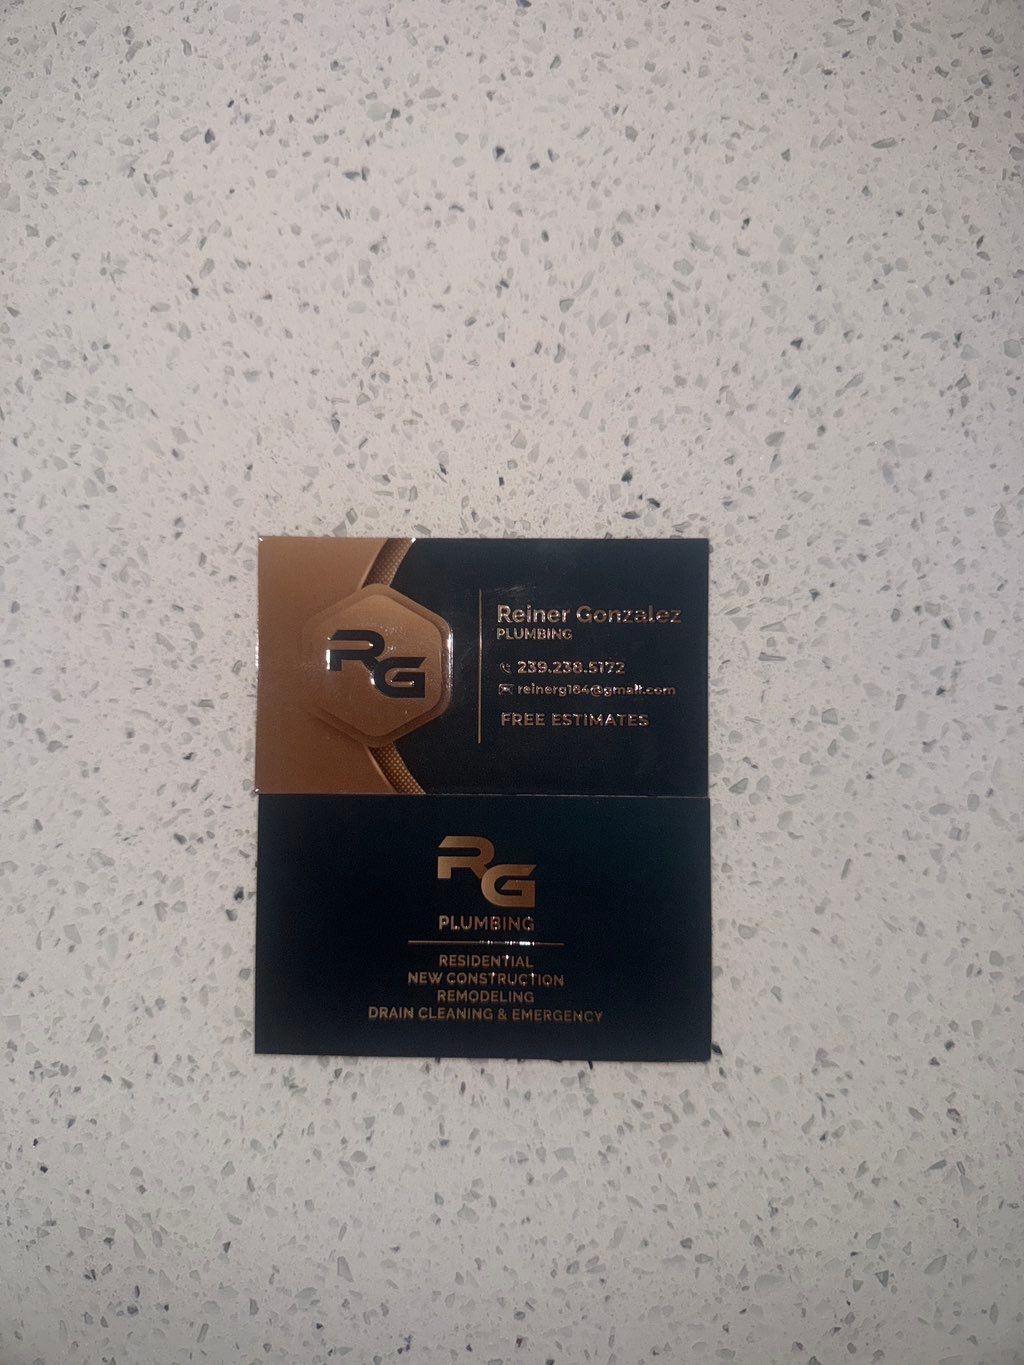 RG
Reiner Gonzalez
PLUMBING
239.238.5172
reinerg184@gmail.com
FREE ESTIMATES
RG
PLUMBING
RESIDENTIAL
NEW CONSTRUCTION
REMODELING
DRAIN CLEANING & EMERGENCY